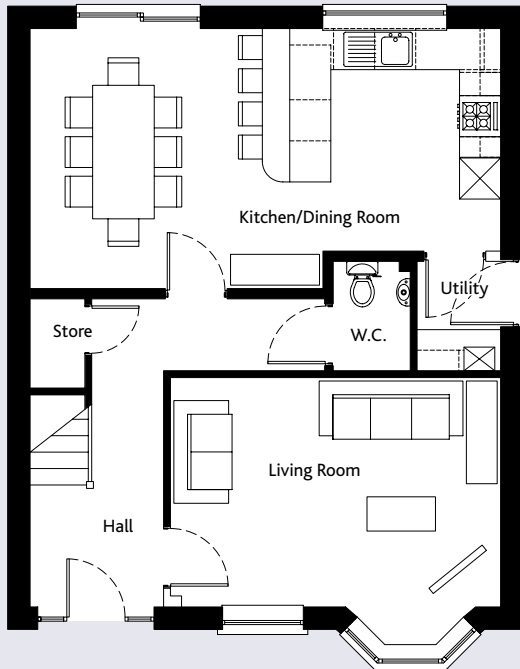 Kitchen/Dining Room
Utility
Store
W.C.
Living Room
Hall